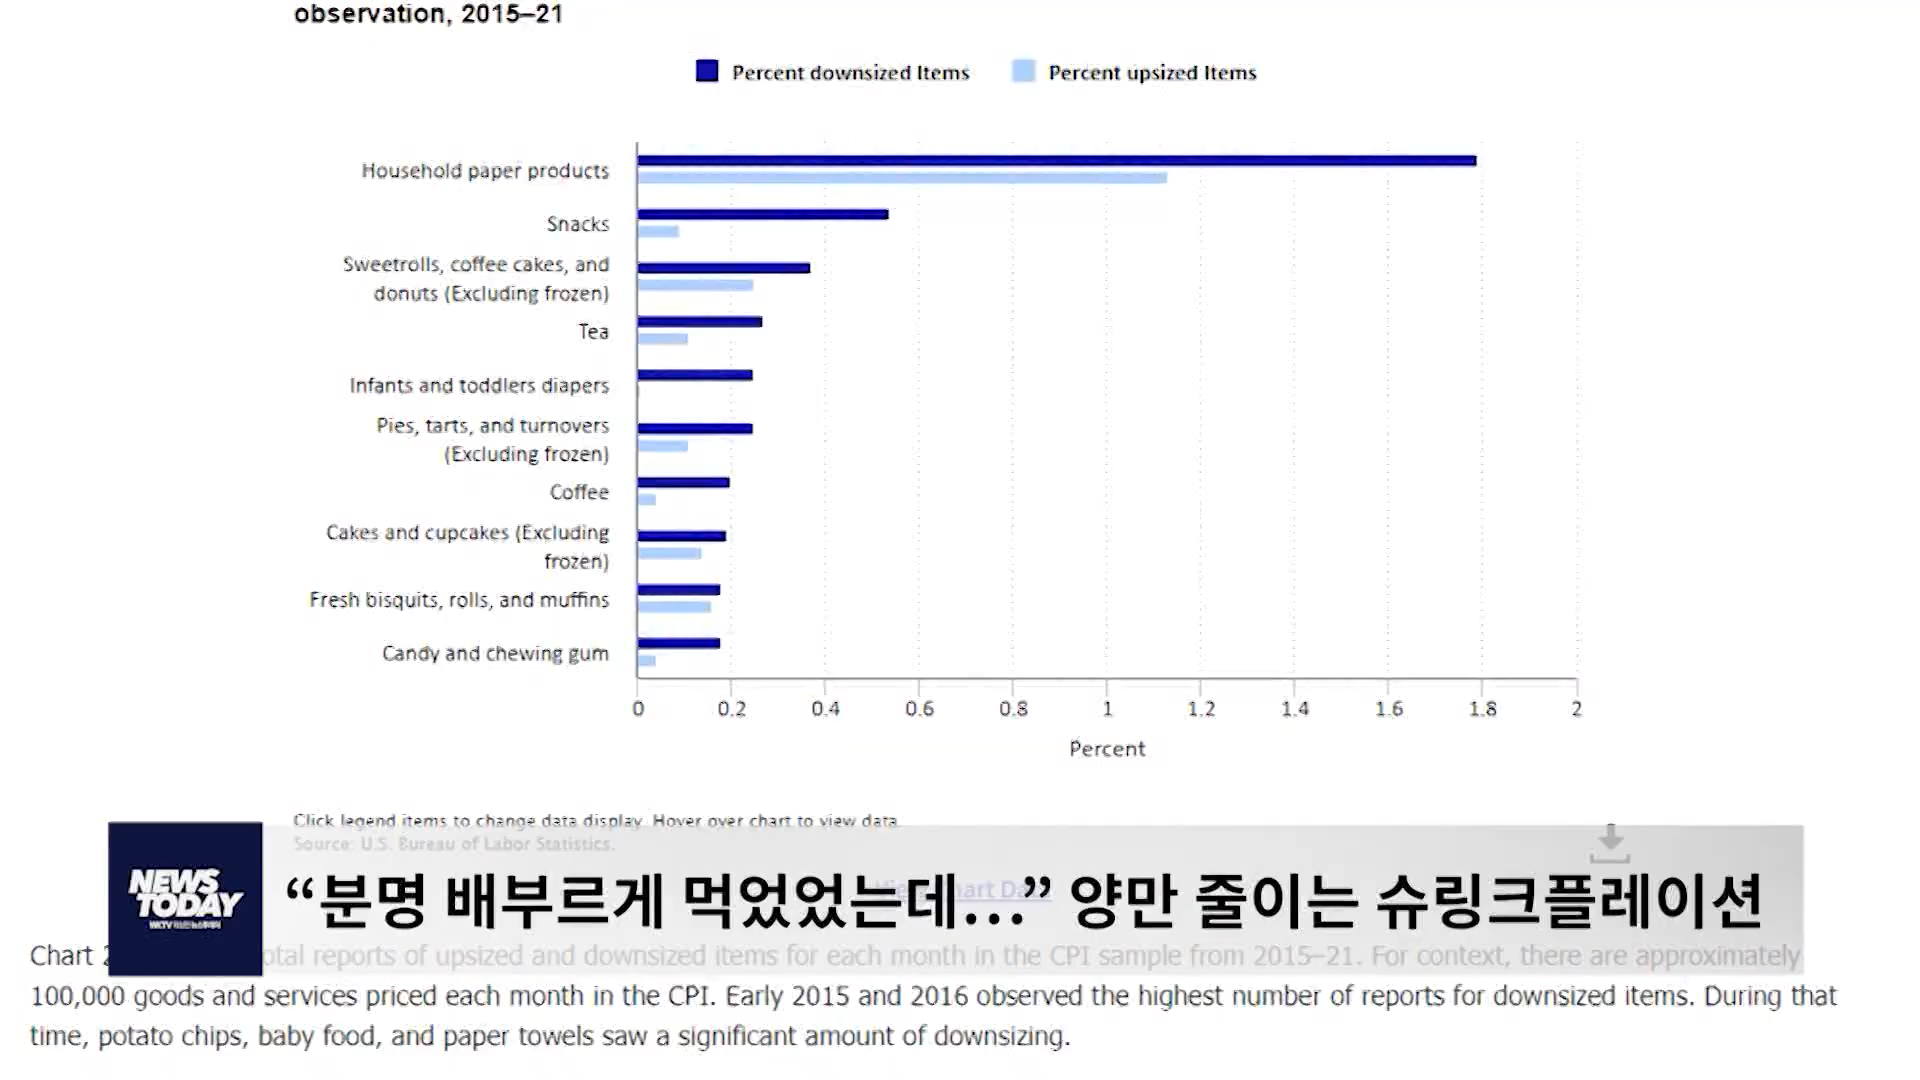 observation, 2015–21
Percent downsized Items
Percent upsized Items
Household paper products
Snacks
Sweetrolls, coffee cakes, and
donuts (Excluding frozen)
Tea
Infants and toddlers diapers
Pies, tarts, and turnovers
(Excluding frozen)
Coffee
Cakes and cupcakes (Excluding
frozen)
Fresh bisquits, rolls, and muffins
Candy and chewing gum
0 0.2 0.4 0.6 0.8 1 1.2 1.4 1.6 1.8 2
Percent
Click legend items to change data display. Hover over chart to view data.
Source: U.S. Bureau of Labor Statistics.
NEWS
TODAY
“분명 배부르게 먹었었는데...” 양만 줄이는 슈링크플레이션
Chart reports of upsized and downsized items for each month in the CPI sample from 2015–21. For context, there are approximately
100,000 goods and services priced each month in the CPI. Early 2015 and 2016 observed the highest number of reports for downsized items. During that
time, potato chips, baby food, and paper towels saw a significant amount of downsizing.